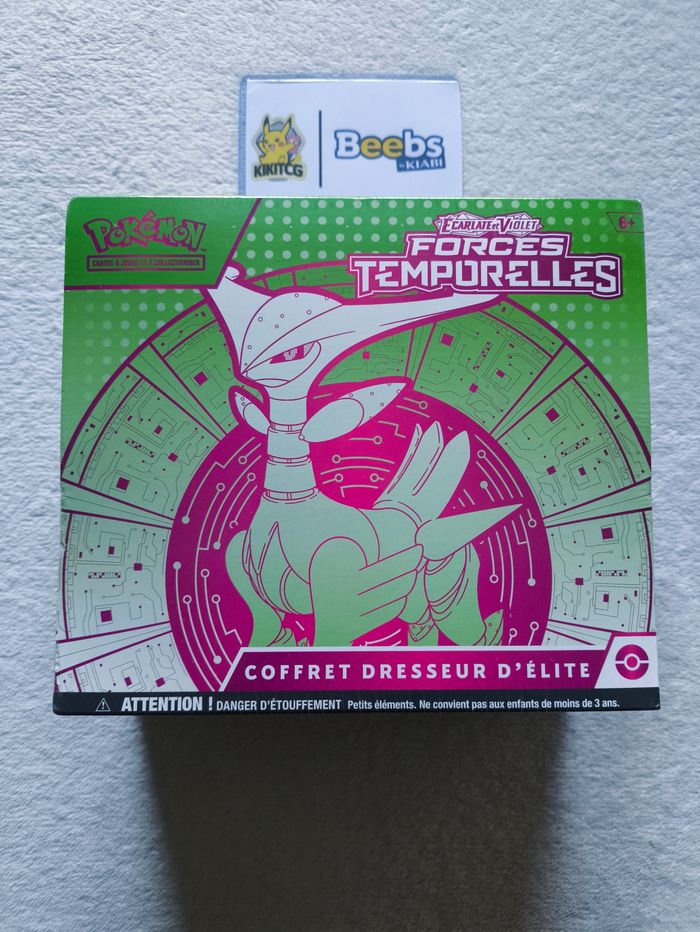 KIKITCG
Beebs
by KIABI
POKéMON™
CARTES À JOUER ET À COLLECTIONNER
ÉCARLATE ET VIOLET
FORCES
TEMPORELLES
6+
COFFRET DRESSEUR D'ÉLITE
ATTENTION ! DANGER D'ÉTOUFFEMENT Petits éléments. Ne convient pas aux enfants de moins de 3 ans.